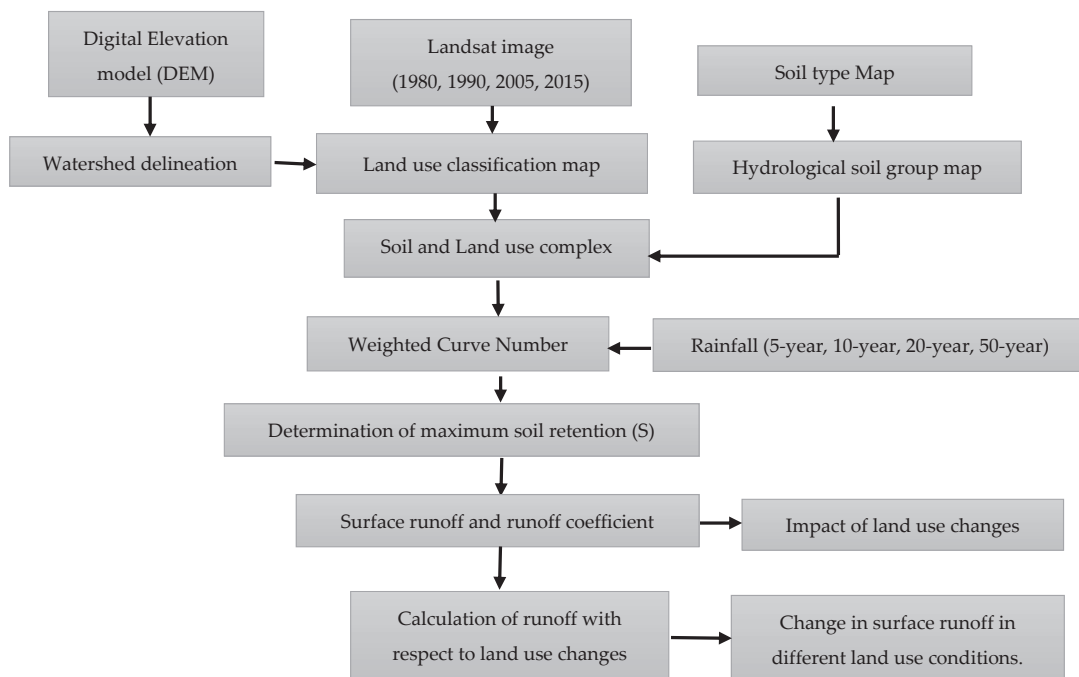 Digital Elevation
model (DEM)
Landsat image
(1980, 1990, 2005, 2015)
Soil type Map
Watershed delineation
Land use classification map
Hydrological soil group map
Soil and Land use complex
Weighted Curve Number
Rainfall (5-year, 10-year, 20-year, 50-year)
Determination of maximum soil retention (S)
Surface runoff and runoff coefficient
Impact of land use changes
Calculation of runoff with
respect to land use changes
Change in surface runoff in
different land use conditions.